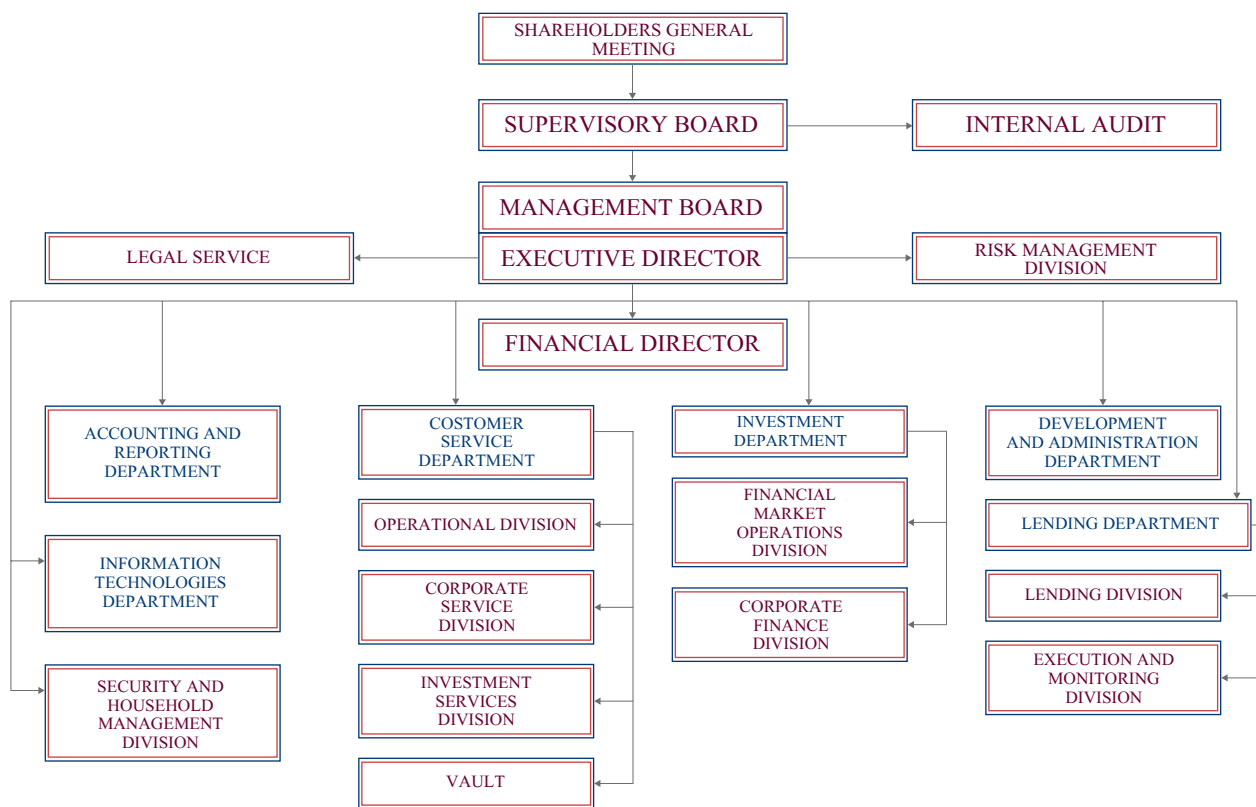 SHAREHOLDERS GENERAL
MEETING
SUPERVISORY BOARD
INTERNAL AUDIT
MANAGEMENT BOARD
LEGAL SERVICE
EXECUTIVE DIRECTOR
RISK MANAGEMENT
DIVISION
FINANCIAL DIRECTOR
ACCOUNTING AND
REPORTING
DEPARTMENT
INFORMATION
TECHNOLOGIES
DEPARTMENT
SECURITY AND
HOUSEHOLD
MANAGEMENT
DIVISION
COSTOMER
SERVICE
DEPARTMENT
OPERATIONAL DIVISION
CORPORATE
SERVICE
DIVISION
INVESTMENT
SERVICES
DIVISION
VAULT
INVESTMENT
DEPARTMENT
FINANCIAL
MARKET
OPERATIONS
DIVISION
CORPORATE
FINANCE
DIVISION
DEVELOPMENT
AND ADMINISTRATION
DEPARTMENT
LENDING DEPARTMENT
LENDING DIVISION
EXECUTION AND
MONITORING
DIVISION